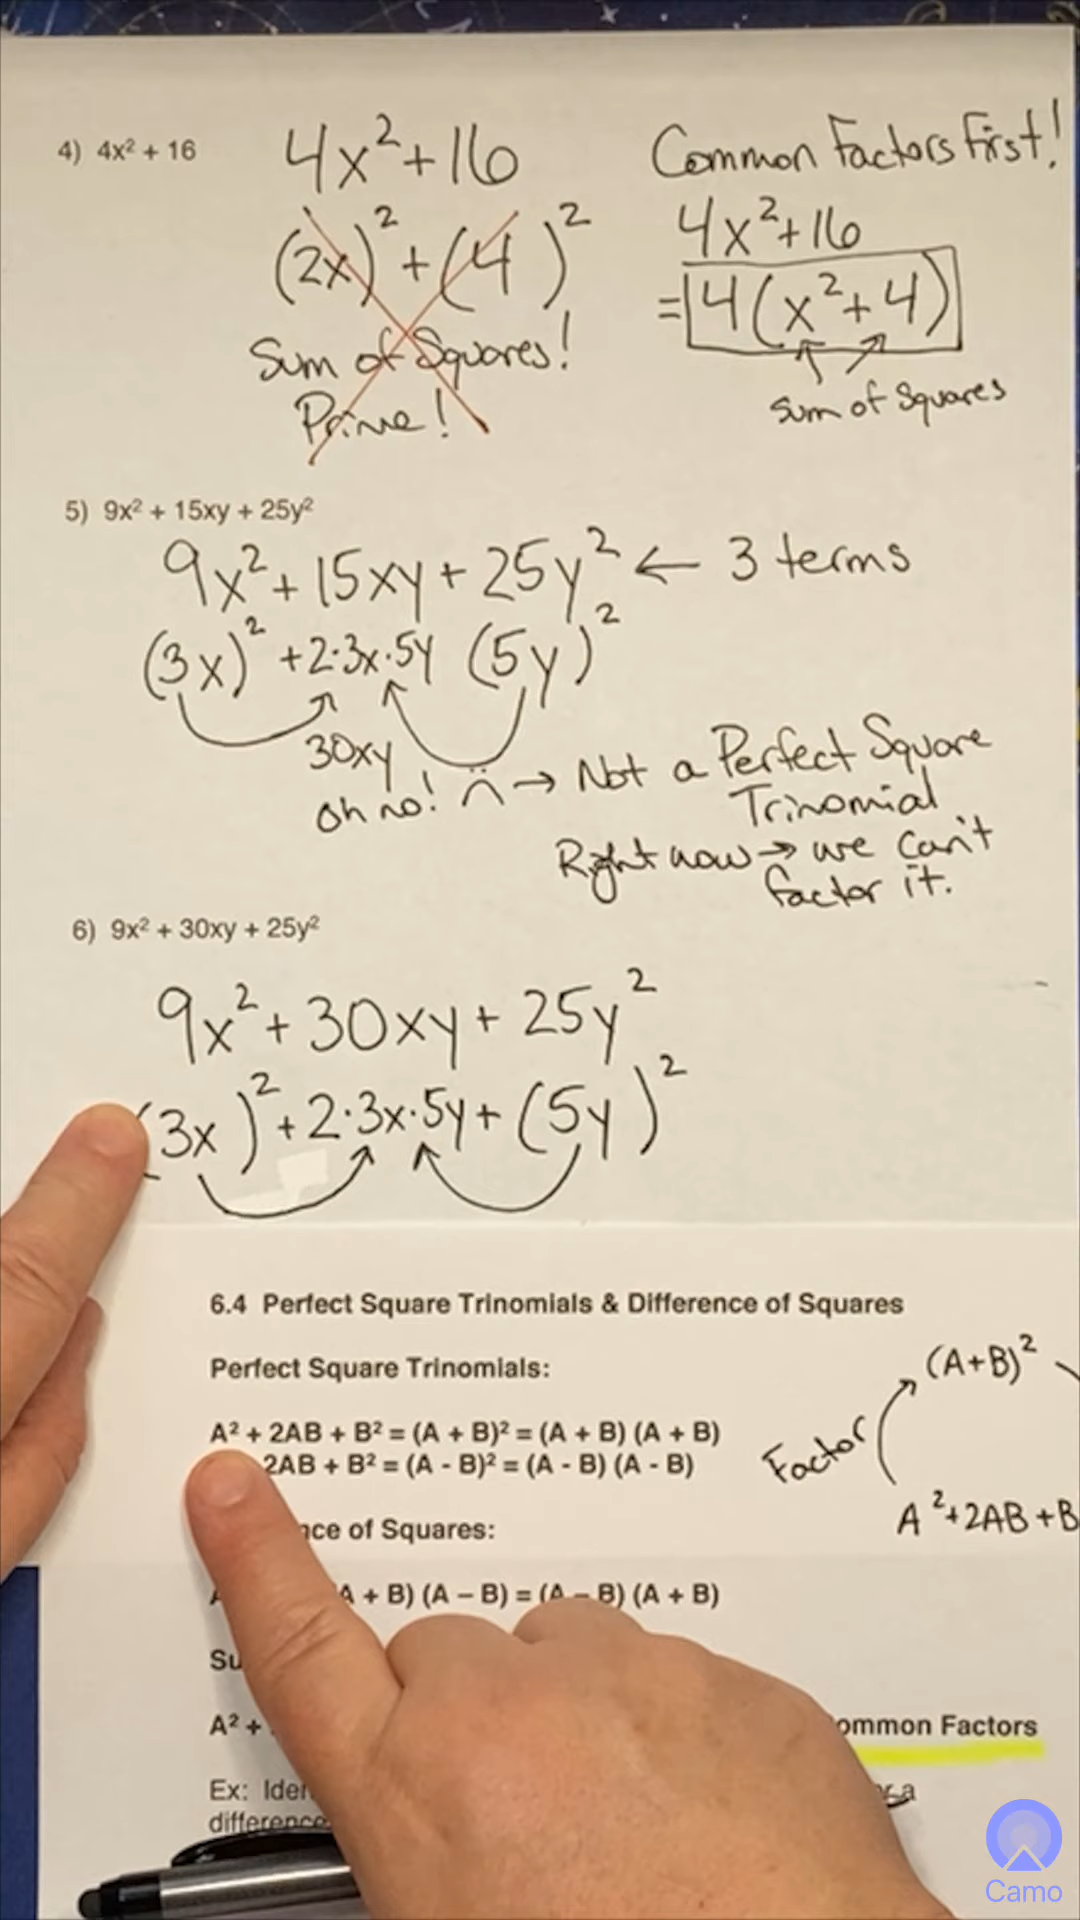 4) 4x² + 16
4x² + 16
(2x)² + (4)²
Sum of Squares!
Prime!
Common Factors First!
4x² + 16
= 4(x² + 4)
sum of squares
5) 9x² + 15xy + 25y²
9x² + 15xy + 25y² ← 3 terms
(3x)² + 2·3x·5y (5y)²
30xy
oh no! → Not a Perfect Square
Trinomial
Right now → we can't
factor it.
6) 9x² + 30xy + 25y²
9x² + 30xy + 25y²
(3x)² + 2·3x·5y + (5y)²
6.4 Perfect Square Trinomials & Difference of Squares
Perfect Square Trinomials:
A² + 2AB + B² = (A + B)² = (A + B) (A + B)
2AB + B² = (A - B)² = (A - B) (A - B)
(A+B)²
Factor
A² + 2AB + B
of Squares:
A + B) (A – B) = (A – B) (A + B)
A² +
Common Factors
Ex:
a
difference
Camo